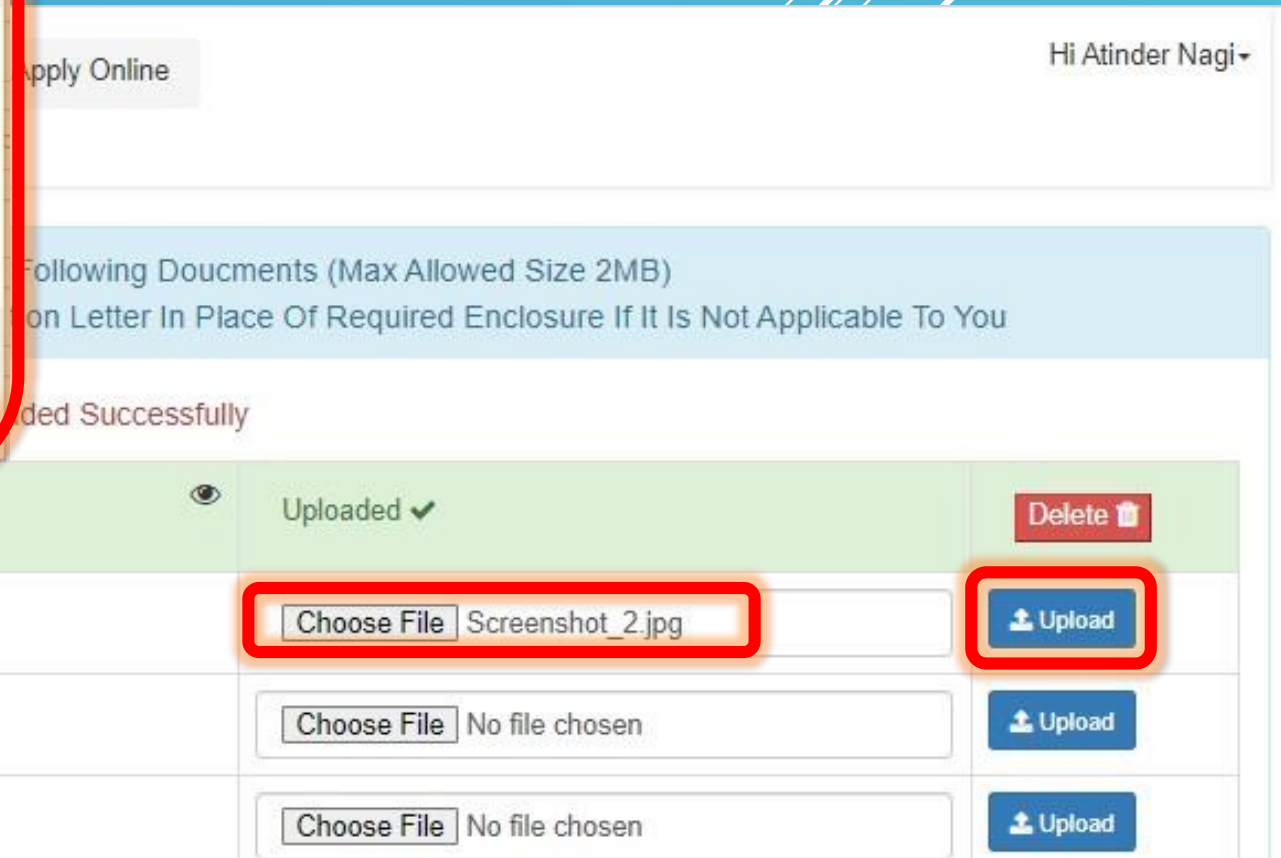 Apply Online
Hi Atinder Nagi
Following Doucments (Max Allowed Size 2MB)
on Letter In Place Of Required Enclosure If It Is Not Applicable To You
ded Successfully
Uploaded
Delete
Choose File Screenshot_2.jpg
Upload
Choose File No file chosen
Upload
Choose File No file chosen
Upload